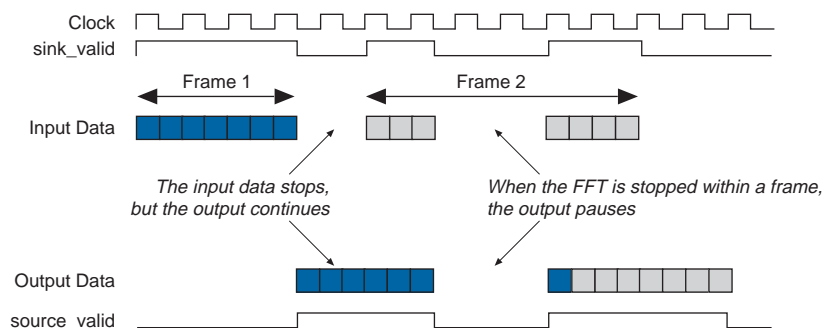 Clock
sink_valid
Frame 1
Frame 2
Input Data
The input data stops,
but the output continues
When the FFT is stopped within a frame,
the output pauses
Output Data
source_valid